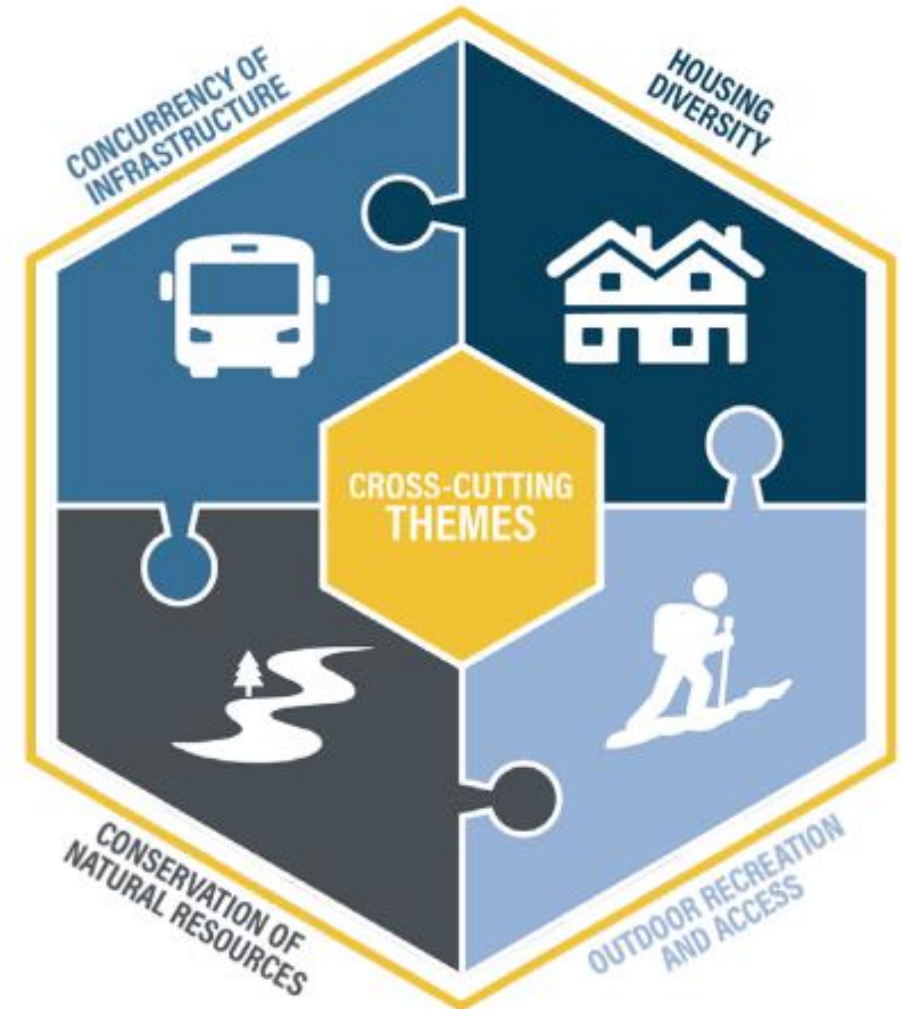 CONCURRENCY OF
INFRASTRUCTURE
HOUSING
DIVERSITY
CROSS-CUTTING
THEMES
CONSERVATION OF
NATURAL RESOURCES
OUTDOOR RECREATION
AND ACCESS